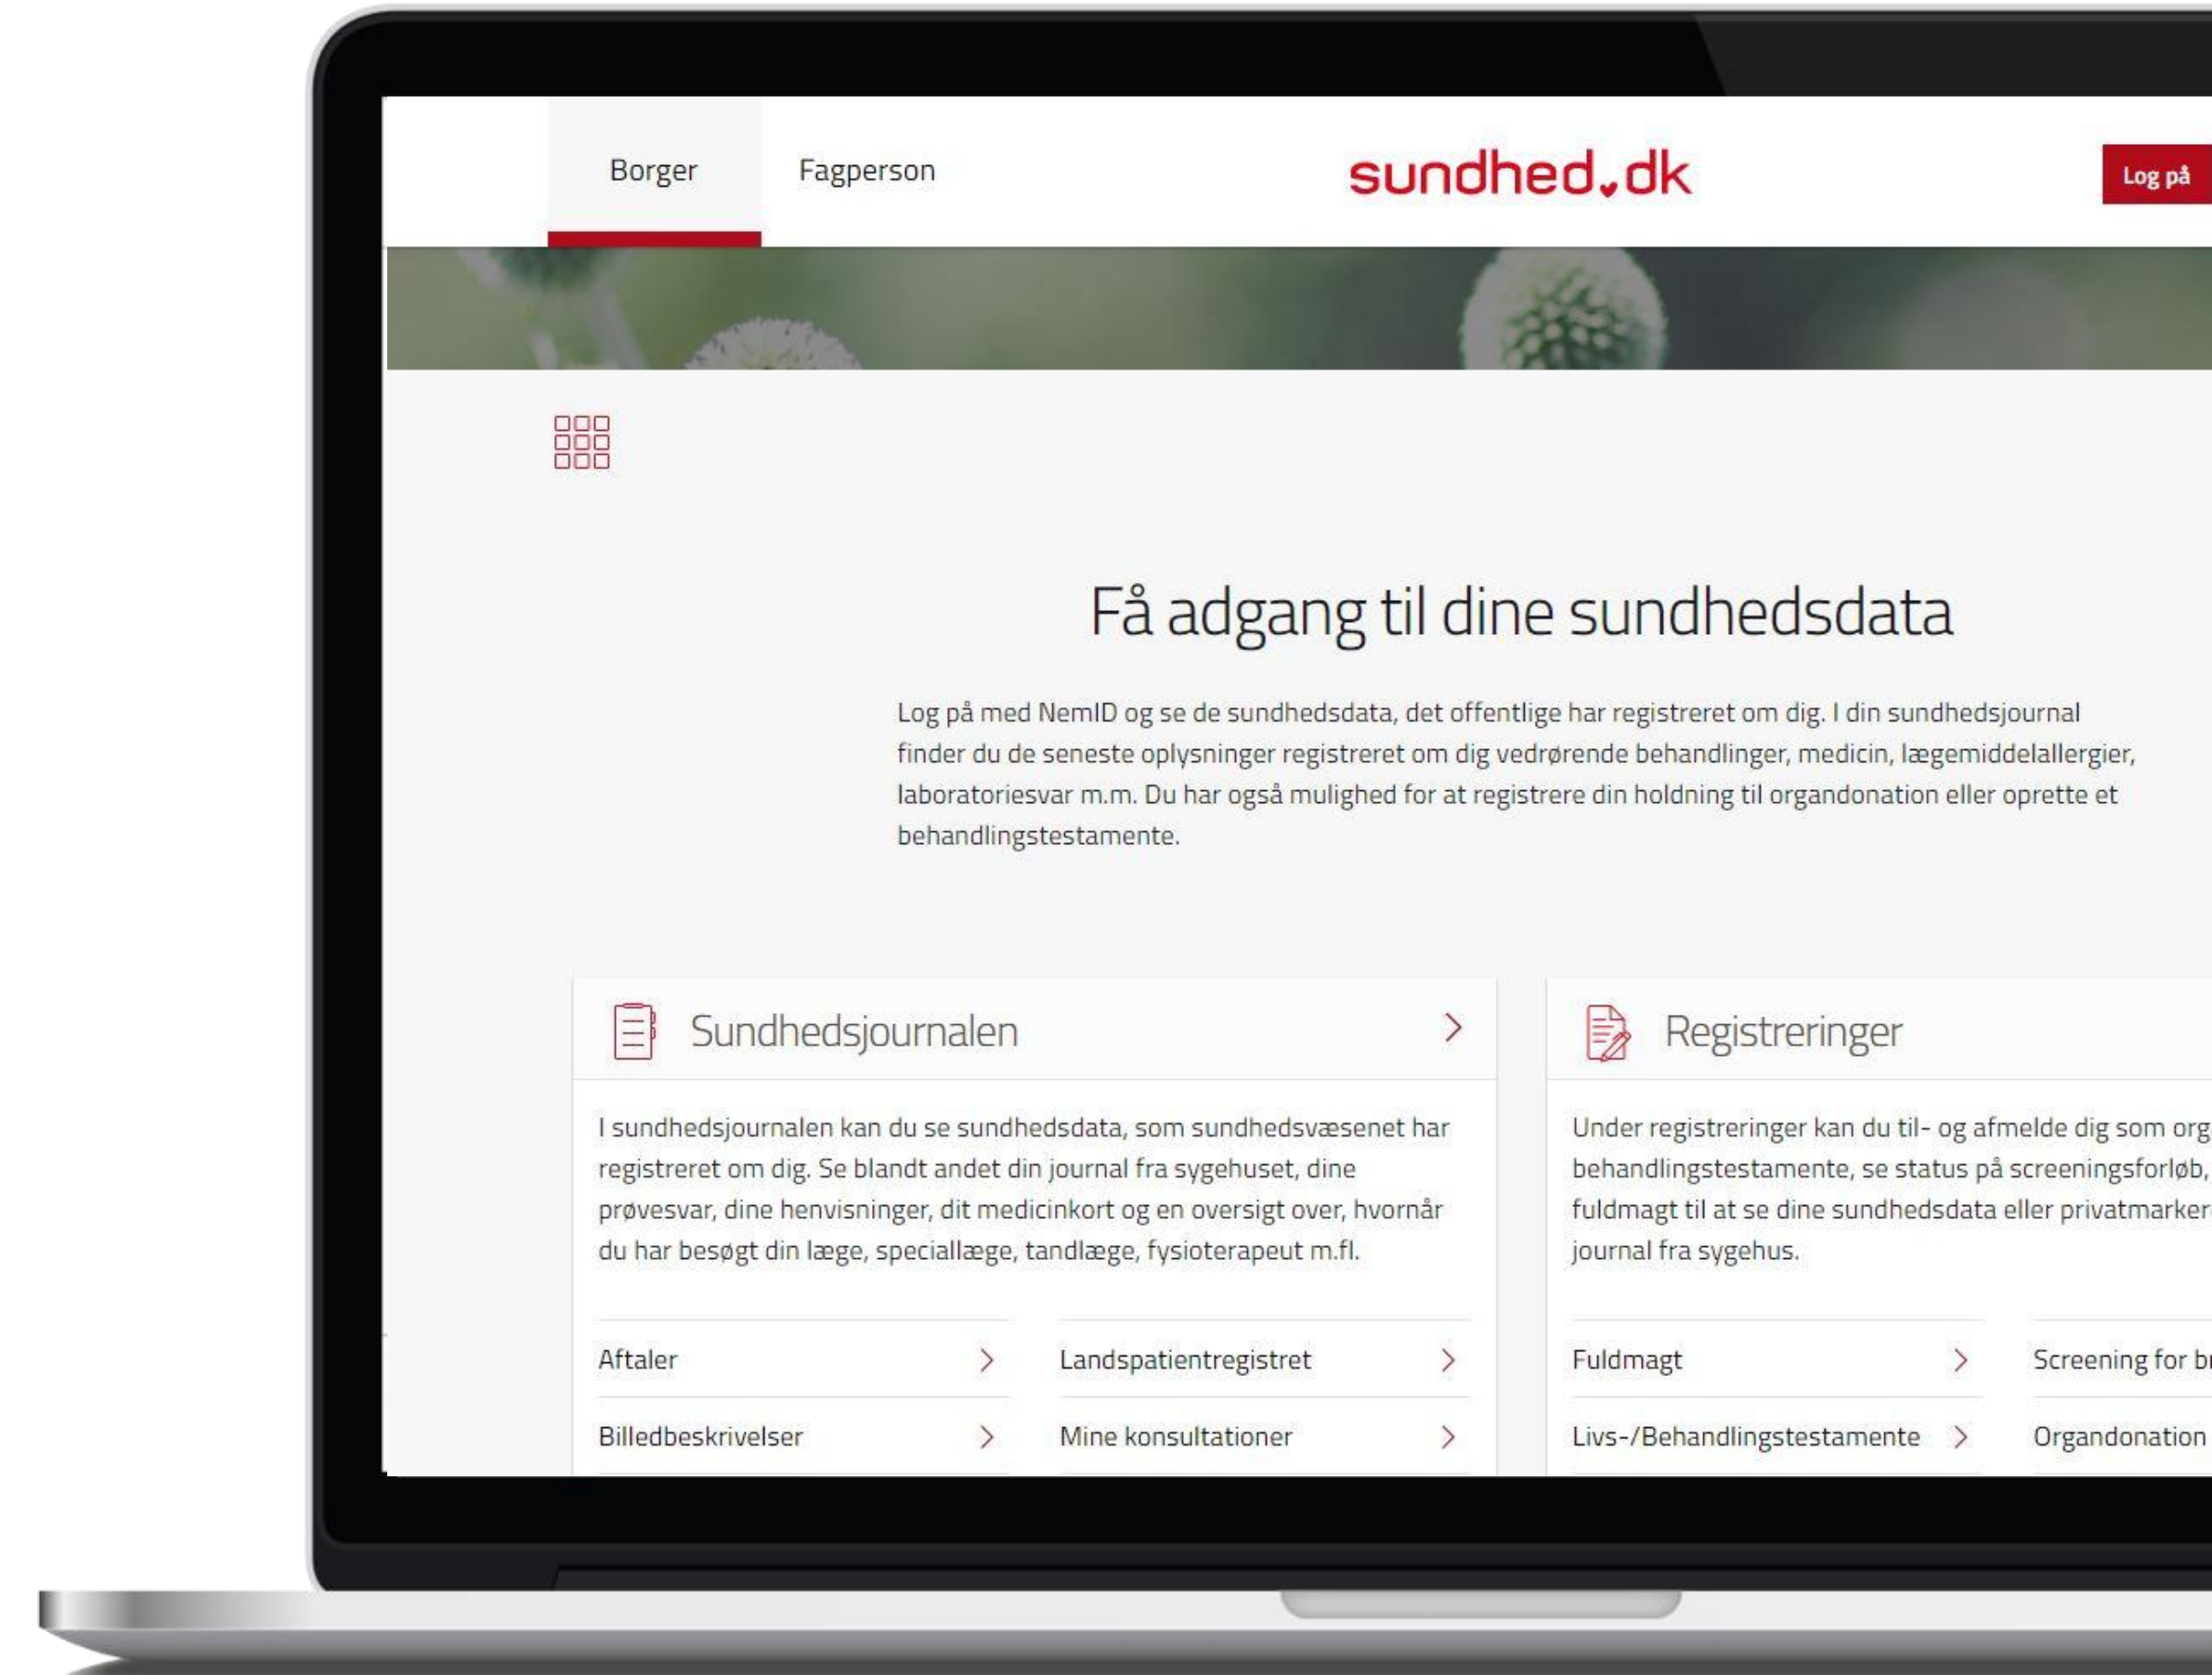 Borger
Fagperson
sundhed.dk
Log på
Få adgang til dine sundhedsdata
Log på med NemID og se de sundhedsdata, det offentlige har registreret om dig. I din sundhedsjournal
finder du de seneste oplysninger registreret om dig vedrørende behandlinger, medicin, lægemiddelallergier,
laboratoriesvar m.m. Du har også mulighed for at registrere din holdning til organdonation eller oprette et
behandlingstestamente.
Sundhedsjournalen
I sundhedsjournalen kan du se sundhedsdata, som sundhedsvæsenet har
registreret om dig. Se blandt andet din journal fra sygehuset, dine
prøvesvar, dine henvisninger, dit medicinkort og en oversigt over, hvornår
du har besøgt din læge, speciallæge, tandlæge, fysioterapeut m.fl.
Aftaler
Landspatientregistret
Billedbeskrivelser
Mine konsultationer
Registreringer
Under registreringer kan du til- og afmelde dig som
behandlingstestamente, se status på screeningsforløb,
fuldmagt til at se dine sundhedsdata eller
journal fra sygehus.
Fuldmagt
Screening for
Livs-/Behandlingstestamente
Organdonation